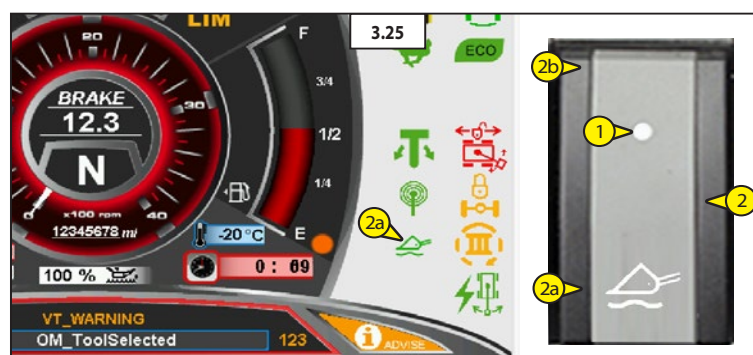 LIM
3.25
F
ECO
3/4
1/2
1/4
E
20
30
40
0
BRAKE
12.3
N
x100 rpm
12345678 mi
-20 °C
0 : 09
100 %
VT_WARNING
OM_ToolSelected 123
i ADVISE
2a
2b
1
2
2a